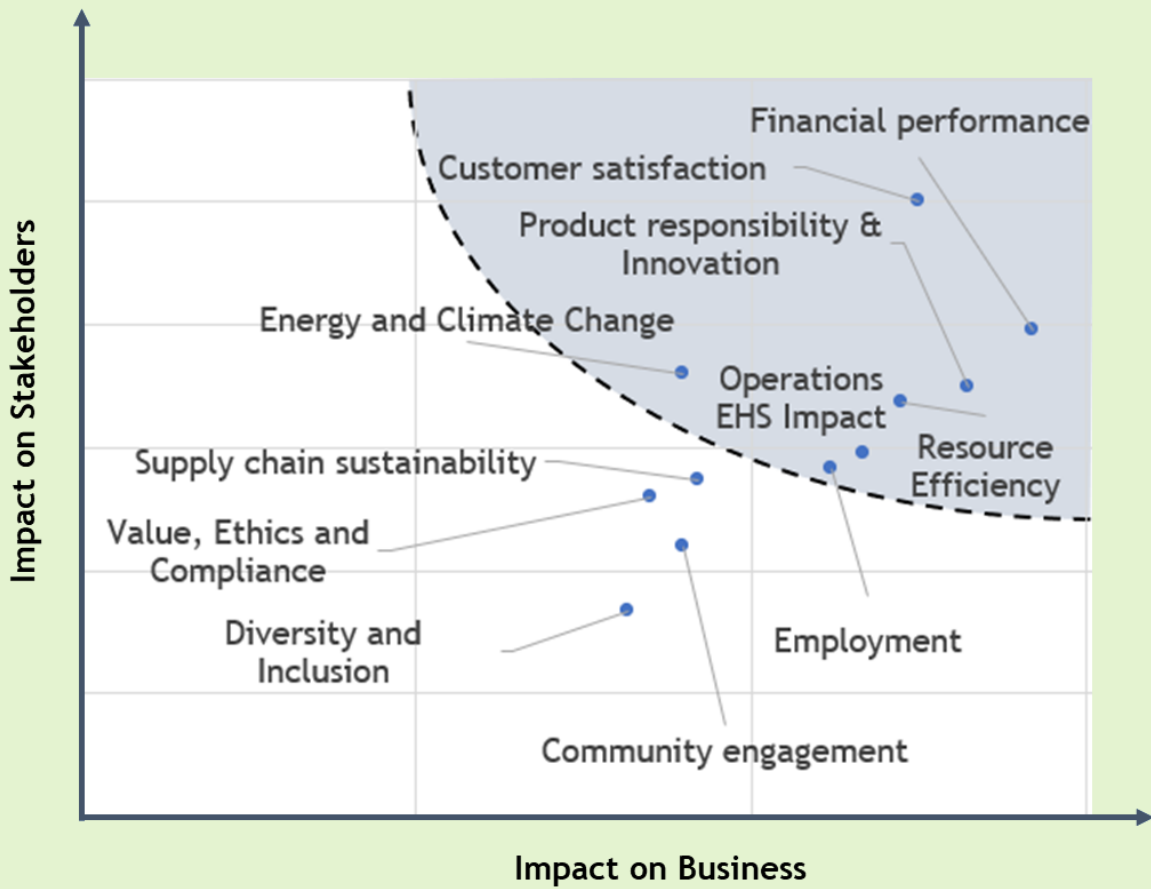 Financial performance
Customer satisfaction
Product responsibility &
Innovation
Energy and Climate Change
Operations
EHS Impact
Resource
Efficiency
Supply chain sustainability
Value, Ethics and
Compliance
Diversity and
Inclusion
Employment
Community engagement
Impact on Stakeholders
Impact on Business